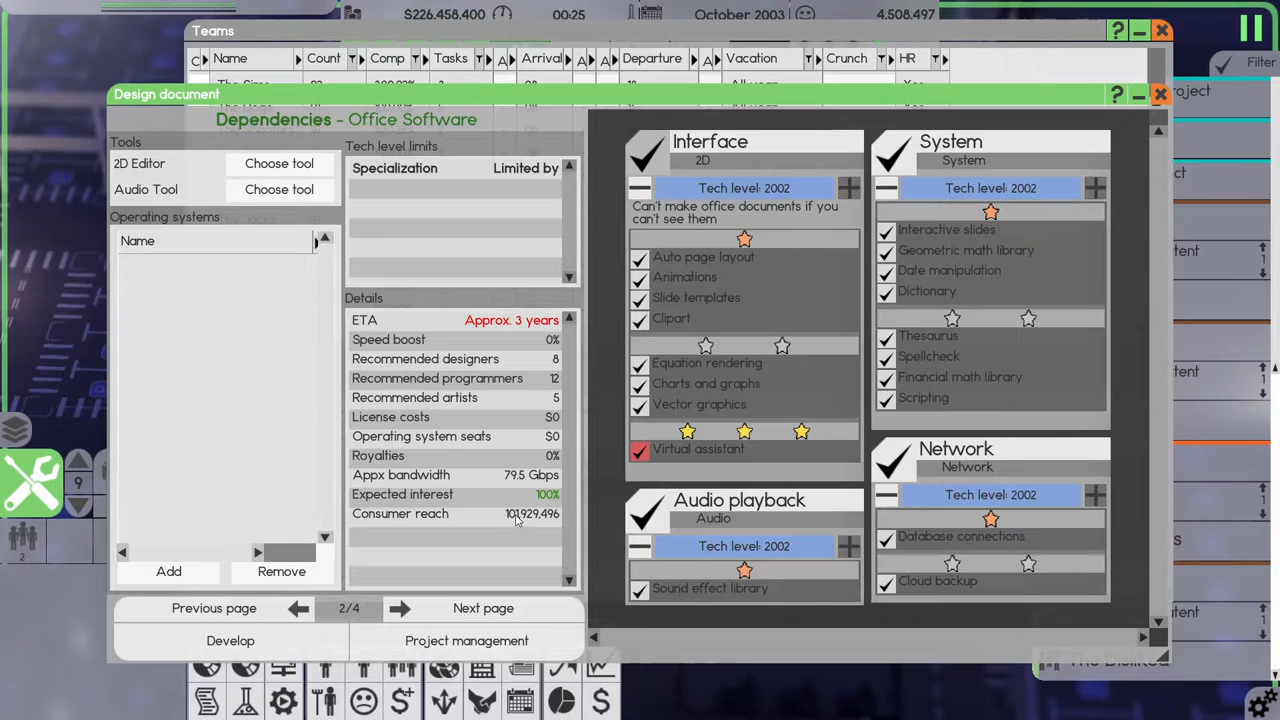 $226.458.400
00:25
October 2003
4,508,497
Teams
Name Count Comp Tasks A Arrival A A Departure A Vacation Crunch HR
Filter
Design document
Dependencies - Office Software
Tools
2D Editor Choose tool
Audio Tool Choose tool
Operating systems
Name
Add Remove
Tech level limits
Specialization Limited by
Details
ETA Approx. 3 years
Speed boost 0%
Recommended designers 8
Recommended programmers 12
Recommended artists 5
License costs $0
Operating system seats $0
Royalties 0%
Appx bandwidth 79.5 Gbps
Expected interest 100%
Consumer reach 101,929,496
Previous page 2/4 Next page
Develop Project management
Interface
2D
Tech level: 2002
Can't make office documents if you
can't see them
Auto page layout
Animations
Slide templates
Clipart
Equation rendering
Charts and graphs
Vector graphics
Virtual assistant
Audio playback
Audio
Tech level: 2002
Sound effect library
System
System
Tech level: 2002
Interactive slides
Geometric math library
Date manipulation
Dictionary
Thesaurus
Spellcheck
Financial math library
Scripting
Network
Network
Tech level: 2002
Database connections
Cloud backup
9
2
The Disliked